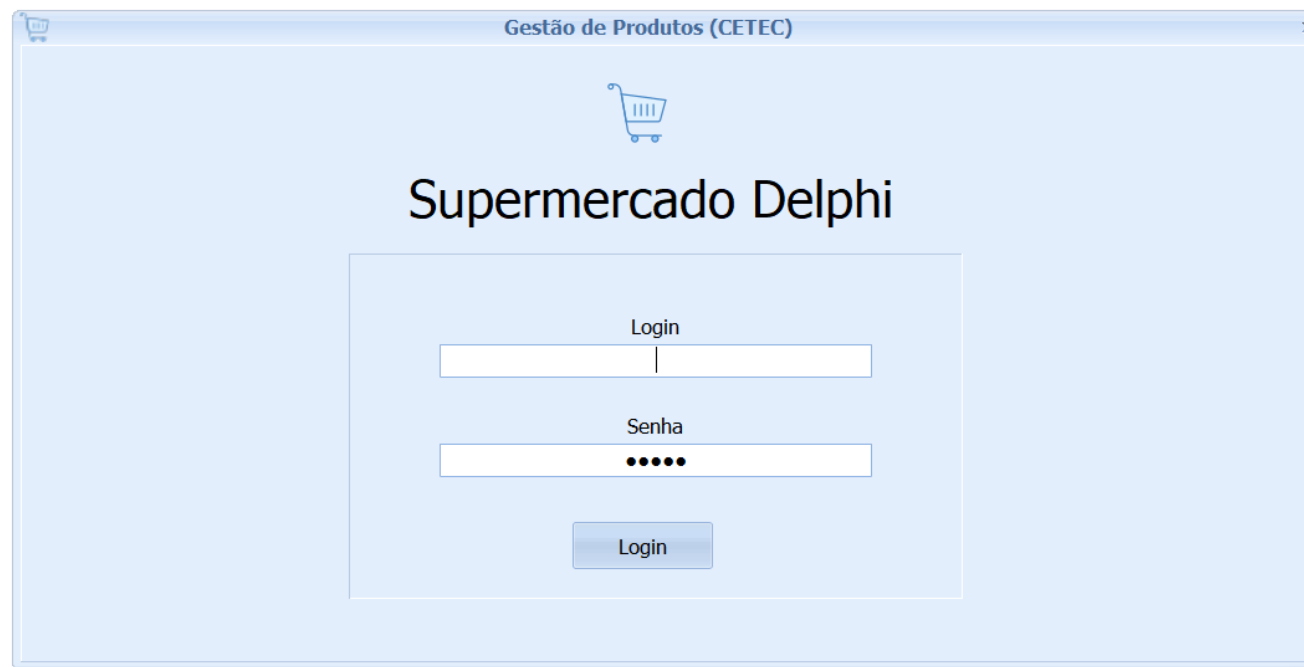 Gestão de Produtos (CETEC)
Supermercado Delphi
Login
Senha
•••••
Login